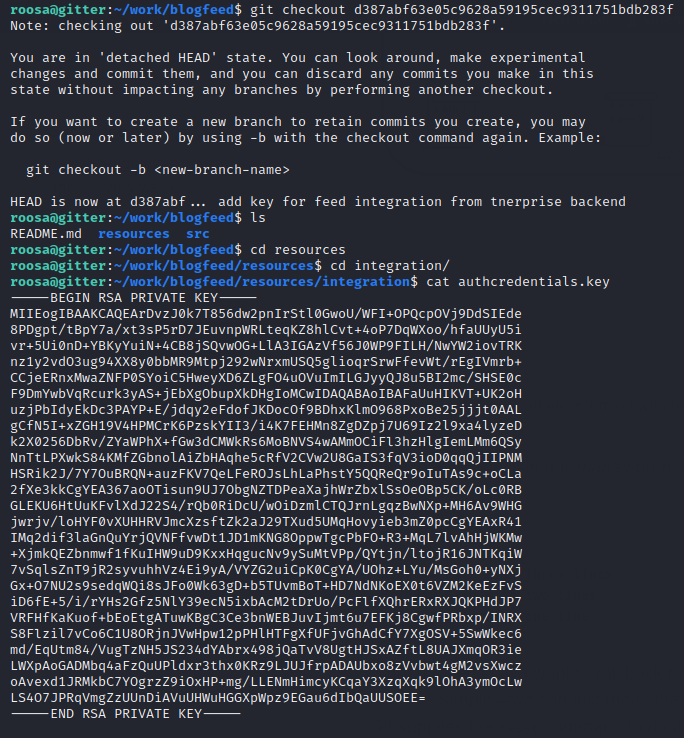 roosa@gitter:~/work/blogfeed$ git checkout d387abf63e05c9628a59195cec9311751bdb283f
Note: checking out 'd387abf63e05c9628a59195cec9311751bdb283f'.
You are in 'detached HEAD' state. You can look around, make experimental
changes and commit them, and you can discard any commits you make in this
state without impacting any branches by performing another checkout.
If you want to create a new branch to retain commits you create, you may
do so (now or later) by using -b with the checkout command again. Example:
git checkout -b <new-branch-name>
HEAD is now at d387abf... add key for feed integration from tnerprise backend
roosa@gitter:~/work/blogfeed$ ls
README.md  resources  src
roosa@gitter:~/work/blogfeed$ cd resources
roosa@gitter:~/work/blogfeed/resources$ cd integration/
roosa@gitter:~/work/blogfeed/resources/integration$ cat authcredentials.key
-----BEGIN RSA PRIVATE KEY-----
MIIEogIBAAKCAQEArDvzJ0k7T856dw2pnIrStl0GwoU/WFI+OPQcpOVj9DdSIEde
8PDgpt/tBpY7a/xt3sP5rD7JEuvnpWRLteqKZ8hlCvt+4oP7DqWXoo/hfaUUyU5i
vr+5Ui0nD+YBKyYuiN+4CB8jSQvwOG+LlA3IGAzVf56J0WP9FILH/NwYW2iovTRK
nz1y2vdO3ug94XX8y0bbMR9Mtpj292wNrxmUSQ5glioqrSrwFfevWt/rEgIVmrb+
CCjeERnxMwaZNFP0SYoiC5HweyXD6ZLgFO4uOVuImILGJyyQJ8u5BI2mc/SHSE0c
F9DmYwbVqRcurk3yAS+jEbXgObupXkDHgIoMCwIDAQABAoIBAFaUuHIKVT+UK2oH
uzjPbIdyEkDc3PAYP+E/jdqy2eFdofJKDocOf9BDhxKlmO968PxoBe25jjjt0AAL
gCfN5I+xZGH19V4HPMCrK6PzskYII3/i4K7FEHMn8ZgDZpj7U69Iz2l9xa4lyzeD
k2X0256DbRv/ZYaWPhX+fGw3dCMWkRs6MoBNVS4wAMmOCiFl3hzHlgIemLMm6QSy
NnTtLPXwkS84KMfZGbnolAiZbHAqhe5cRfV2CVw2U8GaIS3fqV3ioD0qqQjIIPNM
HSRik2J/7Y7OuBRQN+auzFKV7QeLFeROJsLhLaPhstY5QQReQr9oIuTAs9c+oCLa
2fXe3kkCgYEA367aoOTisun9UJ7ObgNZTDPeaXajhWrZbxlSsOeOBp5CK/oLc0RB
GLEKU6HtUuKFvlXdJ22S4/rQb0RiDcU/wOiDzmlCTQJrnLgqzBwNXp+MH6Av9WHG
jwrjv/loHYF0vXUHHRVJmcXzsftZk2aJ29TXud5UMqHovyieb3mZ0pcCgYEAxR41
IMq2dif3laGnQuYrjQVNFfvwDt1JD1mKNG8OppwTgcPbFO+R3+MqL7lvAhHjWKMw
+XjmkQEZbnmwf1fKuIHW9uD9KxxHqgucNv9ySuMtVPp/QYtjn/ltojR16JNTKqiW
7vSqlsZnT9jR2syvuhhVz4Ei9yA/VYZG2uiCpK0CgYA/UOhz+LYu/MsGoh0+yNXj
Gx+O7NU2s9sedqWQi8sJFo0Wk63gD+b5TUvmBoT+HD7NdNKoEX0t6VZM2KeEzFvS
iD6fE+5/i/rYHs2Gfz5NlY39ecN5ixbAcM2tDrUo/PcFlfXQhrERxRXJQKPHdJP7
VRFHfKaKuof+bEoEtgATuwKBgC3Ce3bnWEBJuvIjmt6u7EFKj8CgwfPRbxp/INRX
S8Flzil7vCo6C1U8ORjnJVwHpw12pPHlHTFgXfUFjvGhAdCfY7XgOSV+5SwWkec6
md/EqUtm84/VugTzNH5JS234dYAbrx498jQaTvV8UgtHJSxAZftL8UAJXmqOR3ie
LWXpAoGADMbq4aFzQuUPldxr3thx0KRz9LJUJfrpADAUbxo8zVvbwt4gM2vsXwcz
oAvexd1JRMkbC7YOgrzZ9iOxHP+mg/LLENmHimcyKCqaY3XzqXqk9lOhA3ymOcLw
LS4O7JPRqVmgZzUUnDiAVuUHWuHGGXpWpz9EGau6dIbQaUUSOEE=
-----END RSA PRIVATE KEY-----